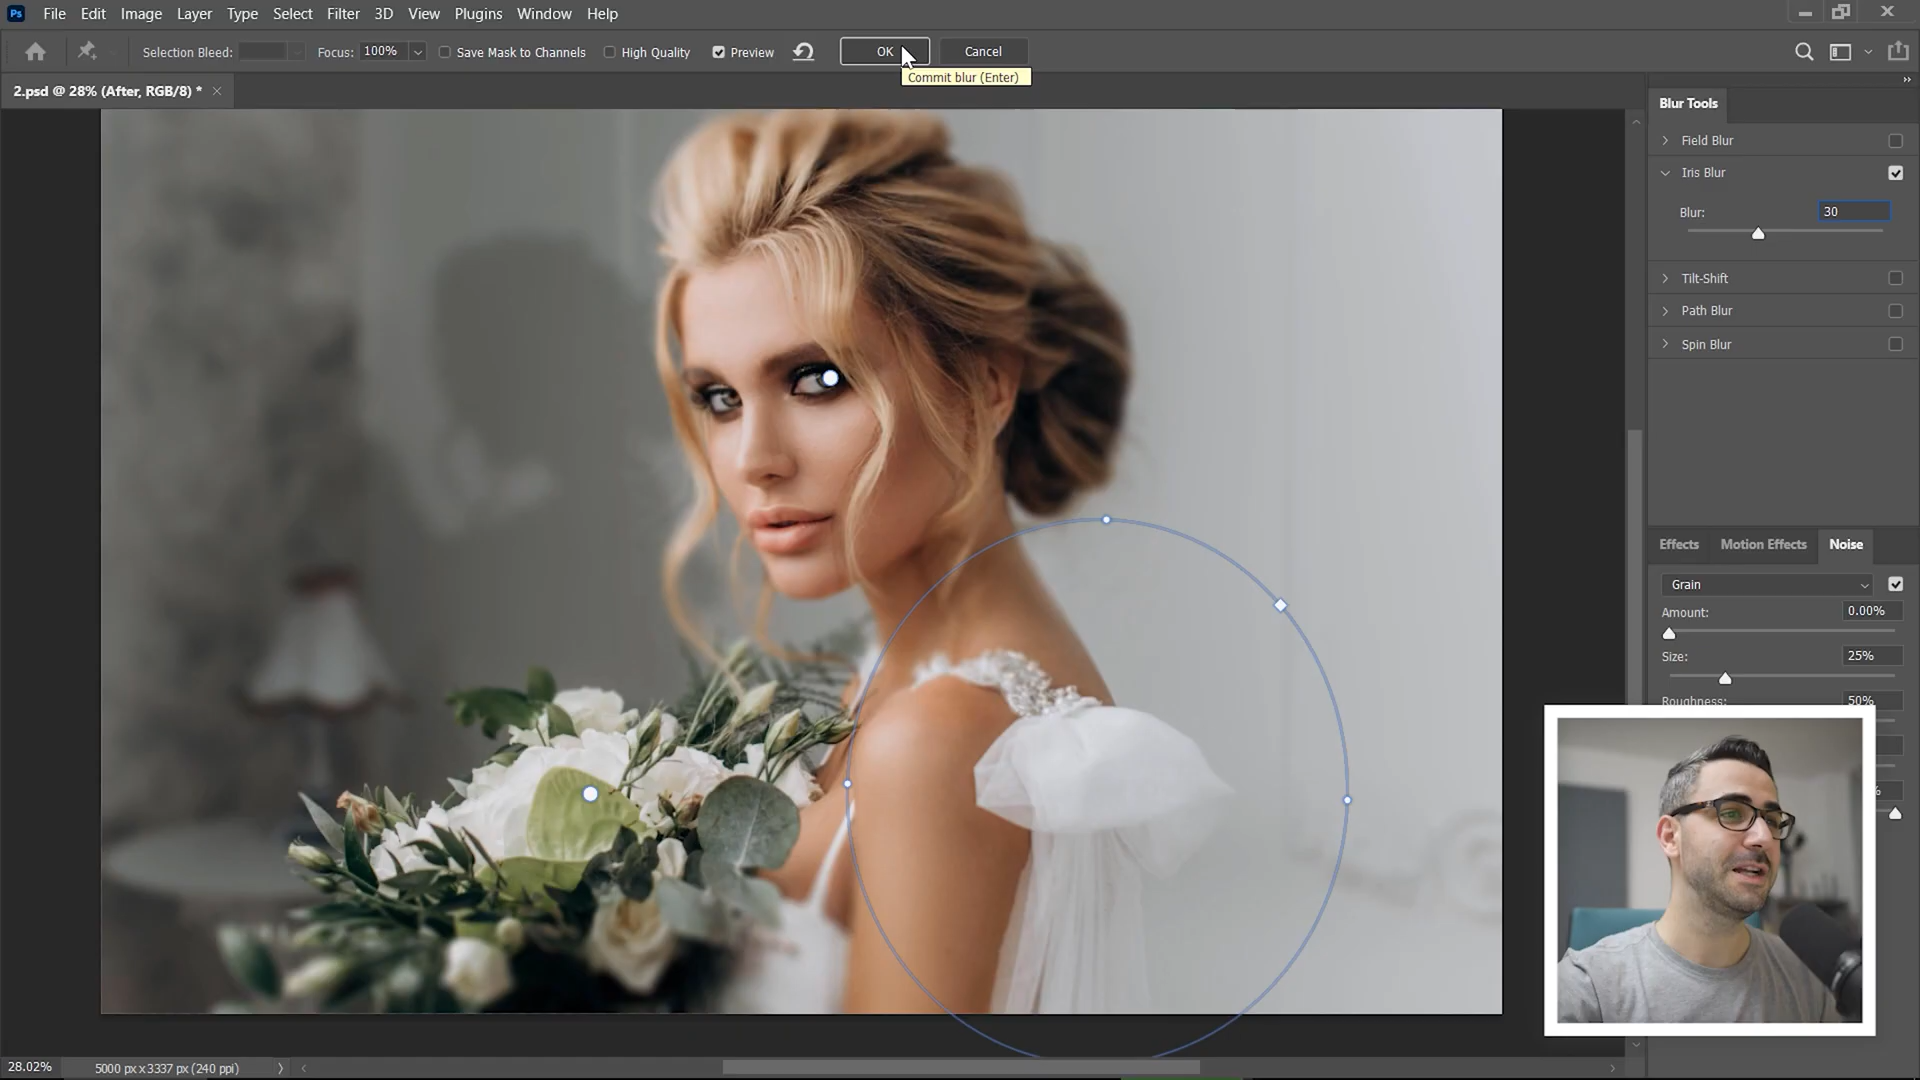 Ps File Edit Image Layer Type Select Filter 3D View Plugins Window Help
Selection Bleed: Focus: 100% Save Mask to Channels High Quality Preview OK Cancel
Commit blur (Enter)
2.psd @ 28% (After, RGB/8) *
Blur Tools
Field Blur
Iris Blur
Blur: 30
Tilt-Shift
Path Blur
Spin Blur
Effects Motion Effects Noise
Grain
Amount: 0.00%
Size: 25%
Roughness: 50%
%
28.02% 5000 px x 3337 px (240 ppi)